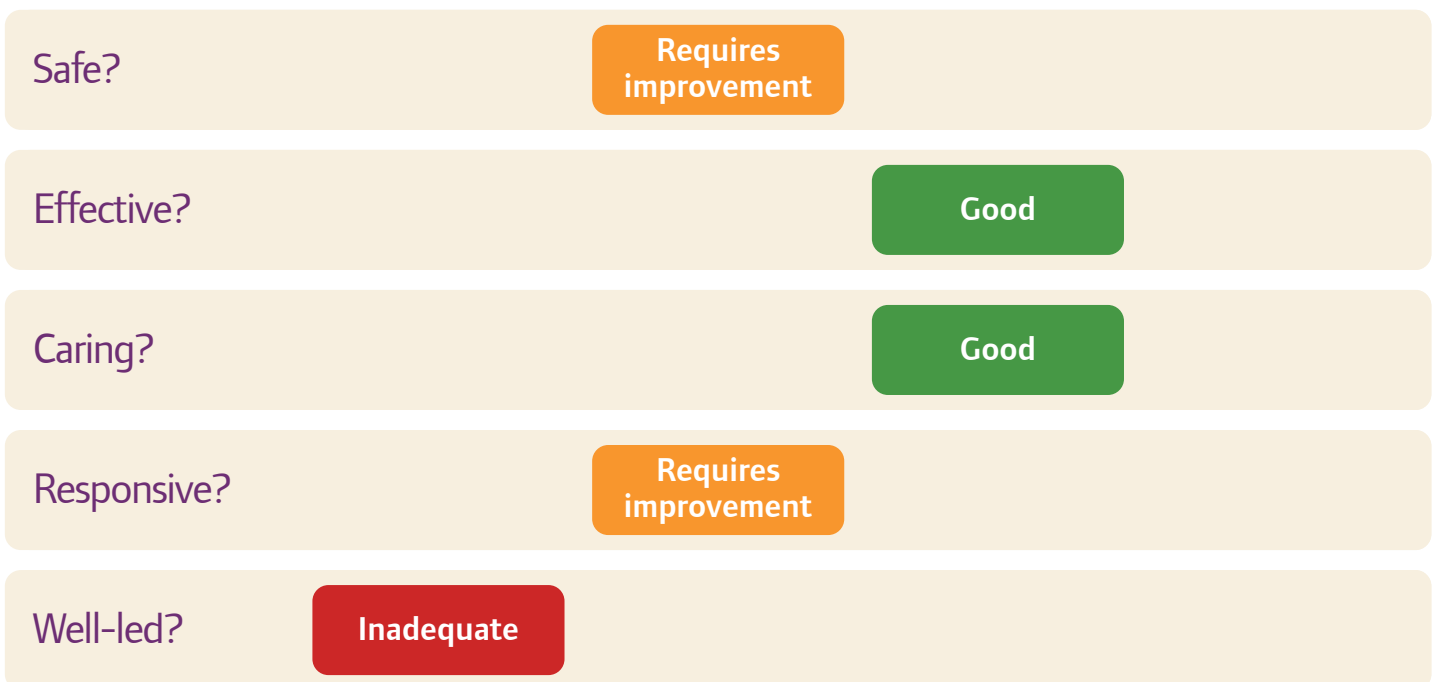 Safe?
Requires
improvement
Effective?
Good
Caring?
Good
Responsive?
Requires
improvement
Well-led?
Inadequate